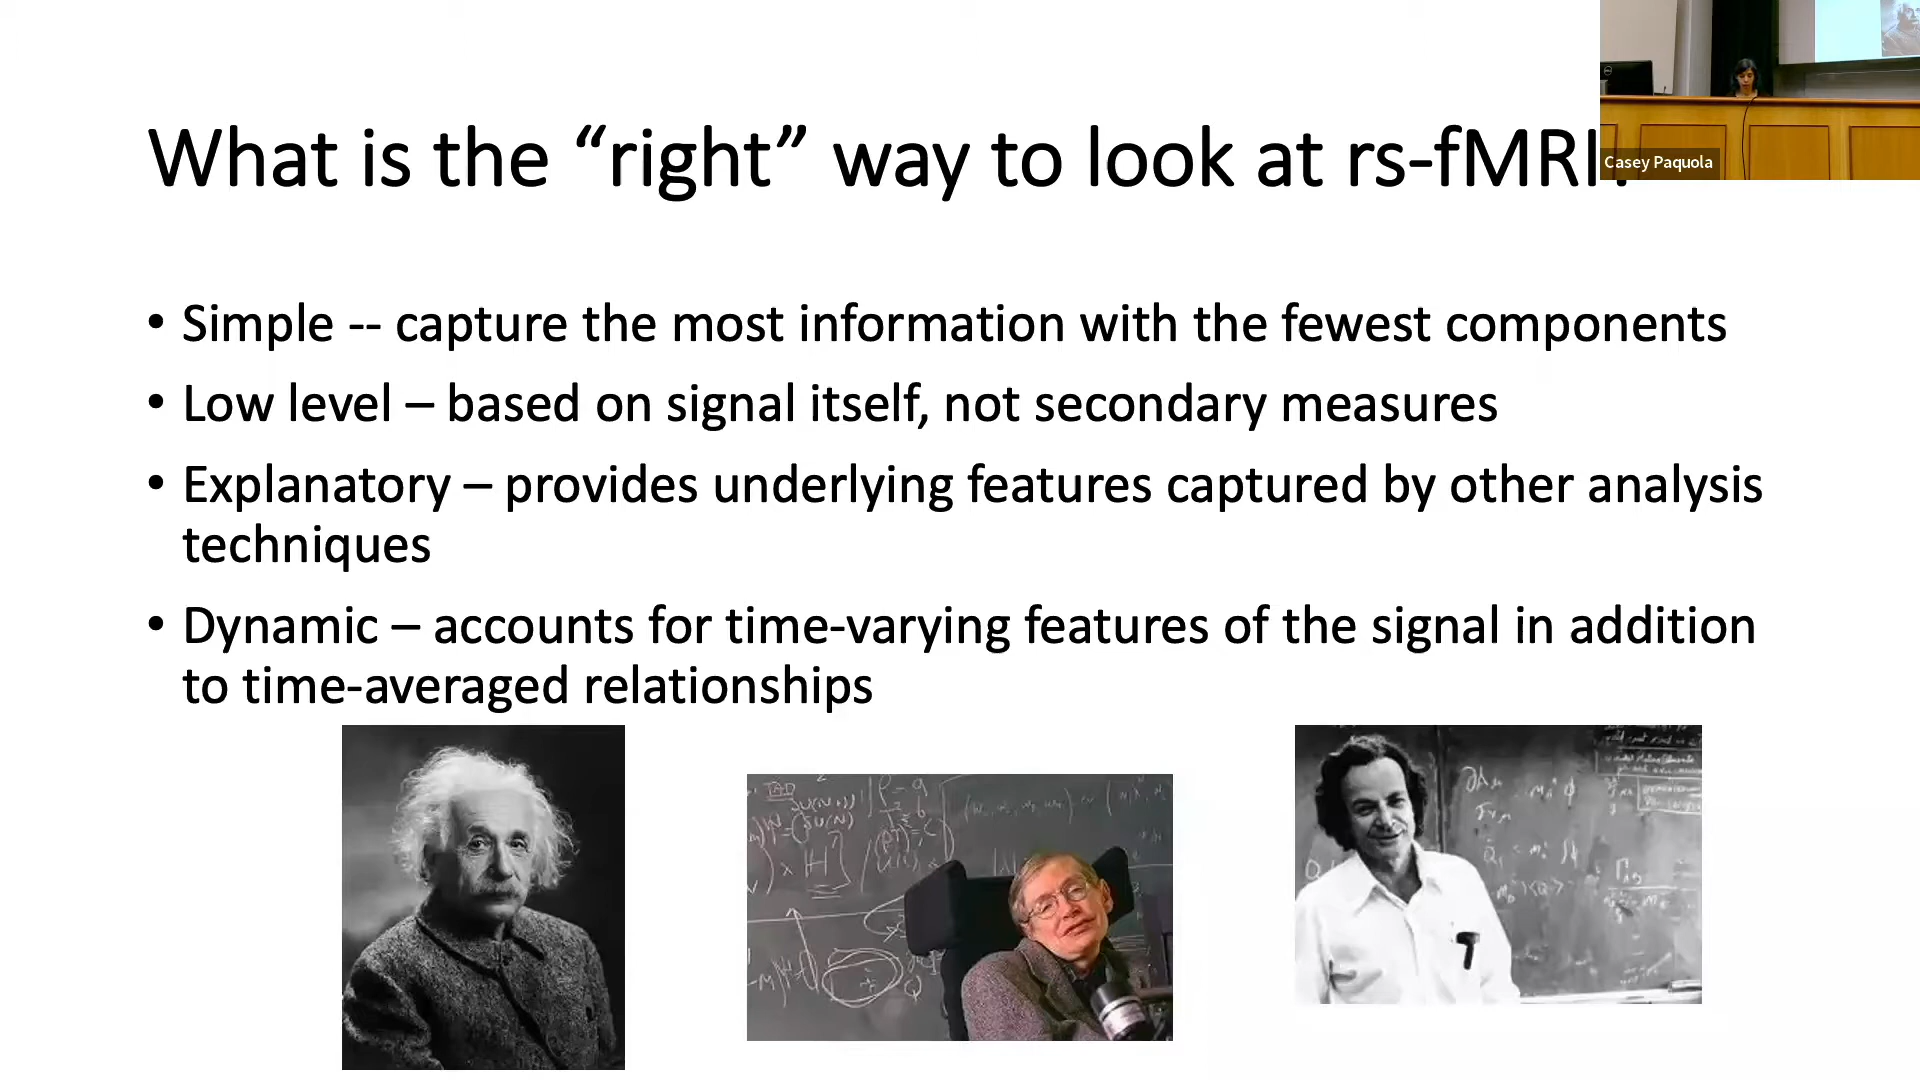 What is the “right” way to look at rs-fMRI
Casey Paquola
• Simple -- capture the most information with the fewest components
• Low level – based on signal itself, not secondary measures
• Explanatory – provides underlying features captured by other analysis
techniques
• Dynamic – accounts for time-varying features of the signal in addition
to time-averaged relationships